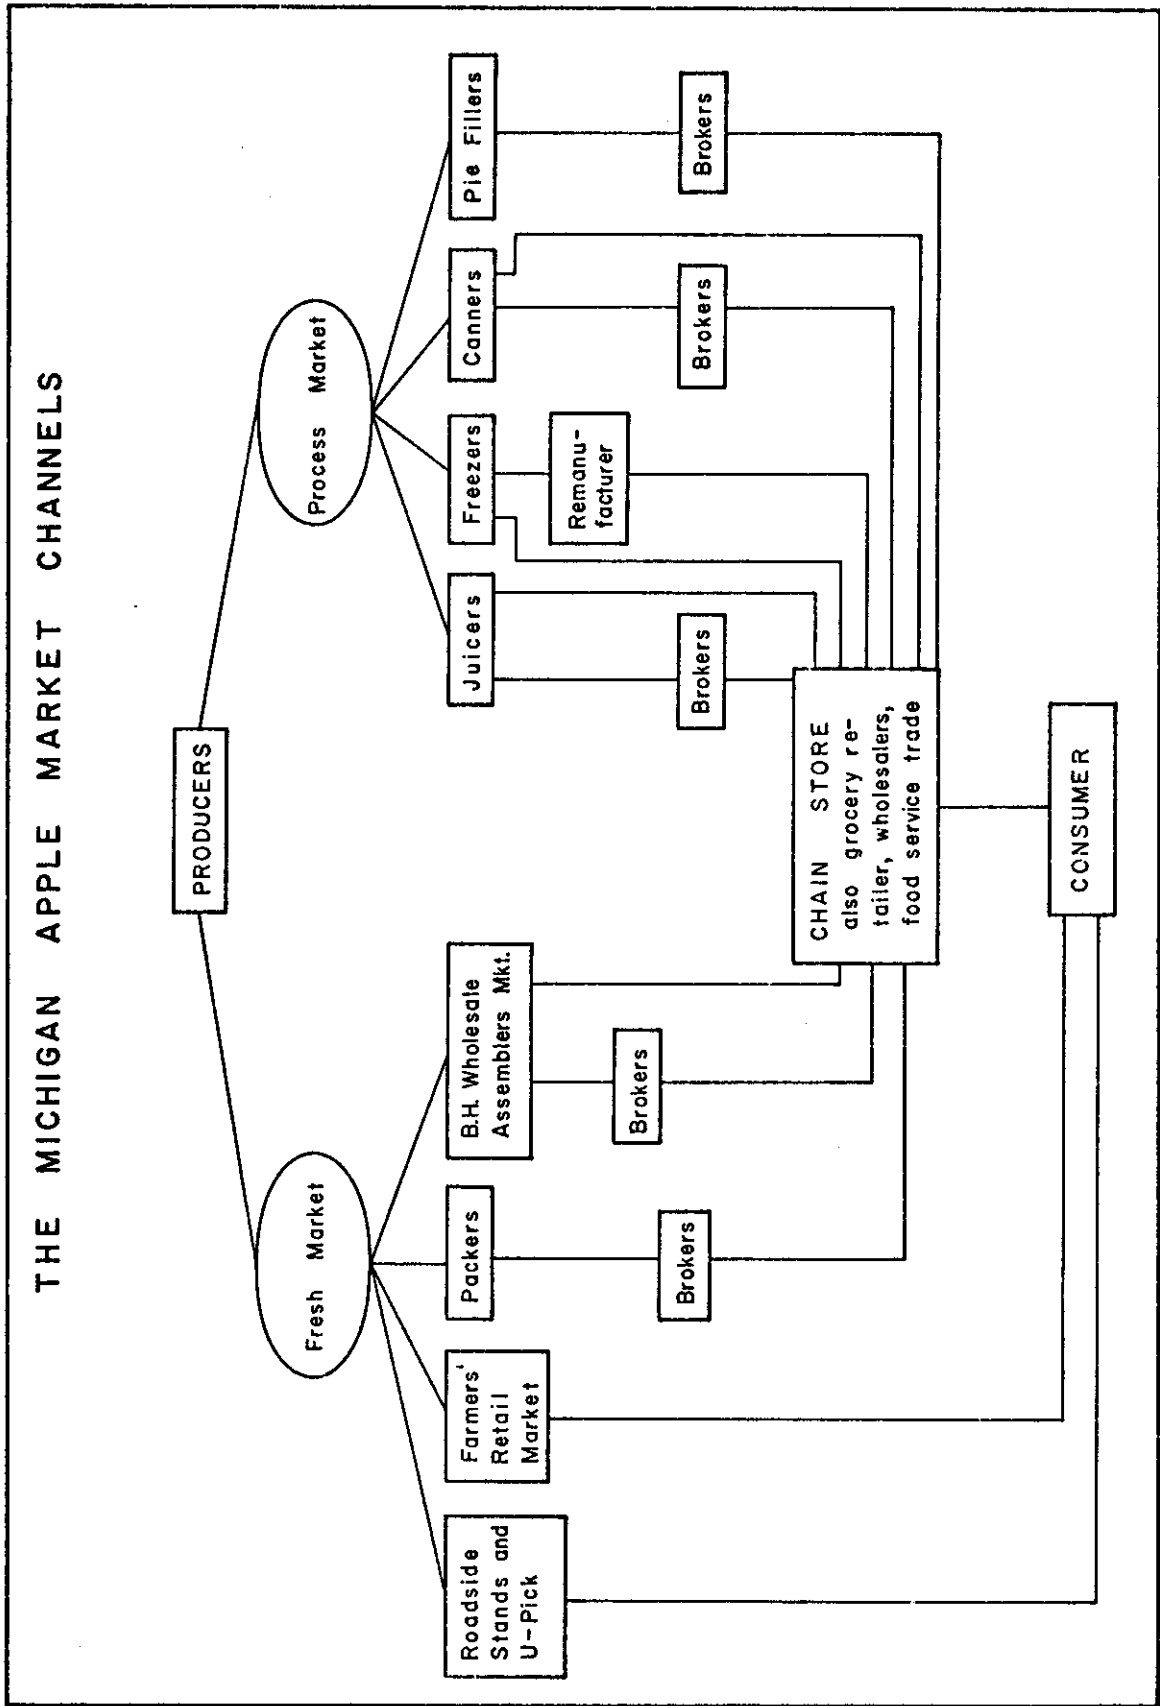 THE MICHIGAN APPLE MARKET CHANNELS
PRODUCERS
Fresh Market
Process Market
Roadside
Stands and
U-Pick
Farmers'
Retail
Market
Packers
B.H. Wholesale
Assemblers Mkt.
Juicers
Freezers
Canners
Pie Fillers
Remanu-
facturer
Brokers
Brokers
Brokers
Brokers
Brokers
CHAIN STORE
also grocery re-
tailer, wholesalers,
food service trade
CONSUMER